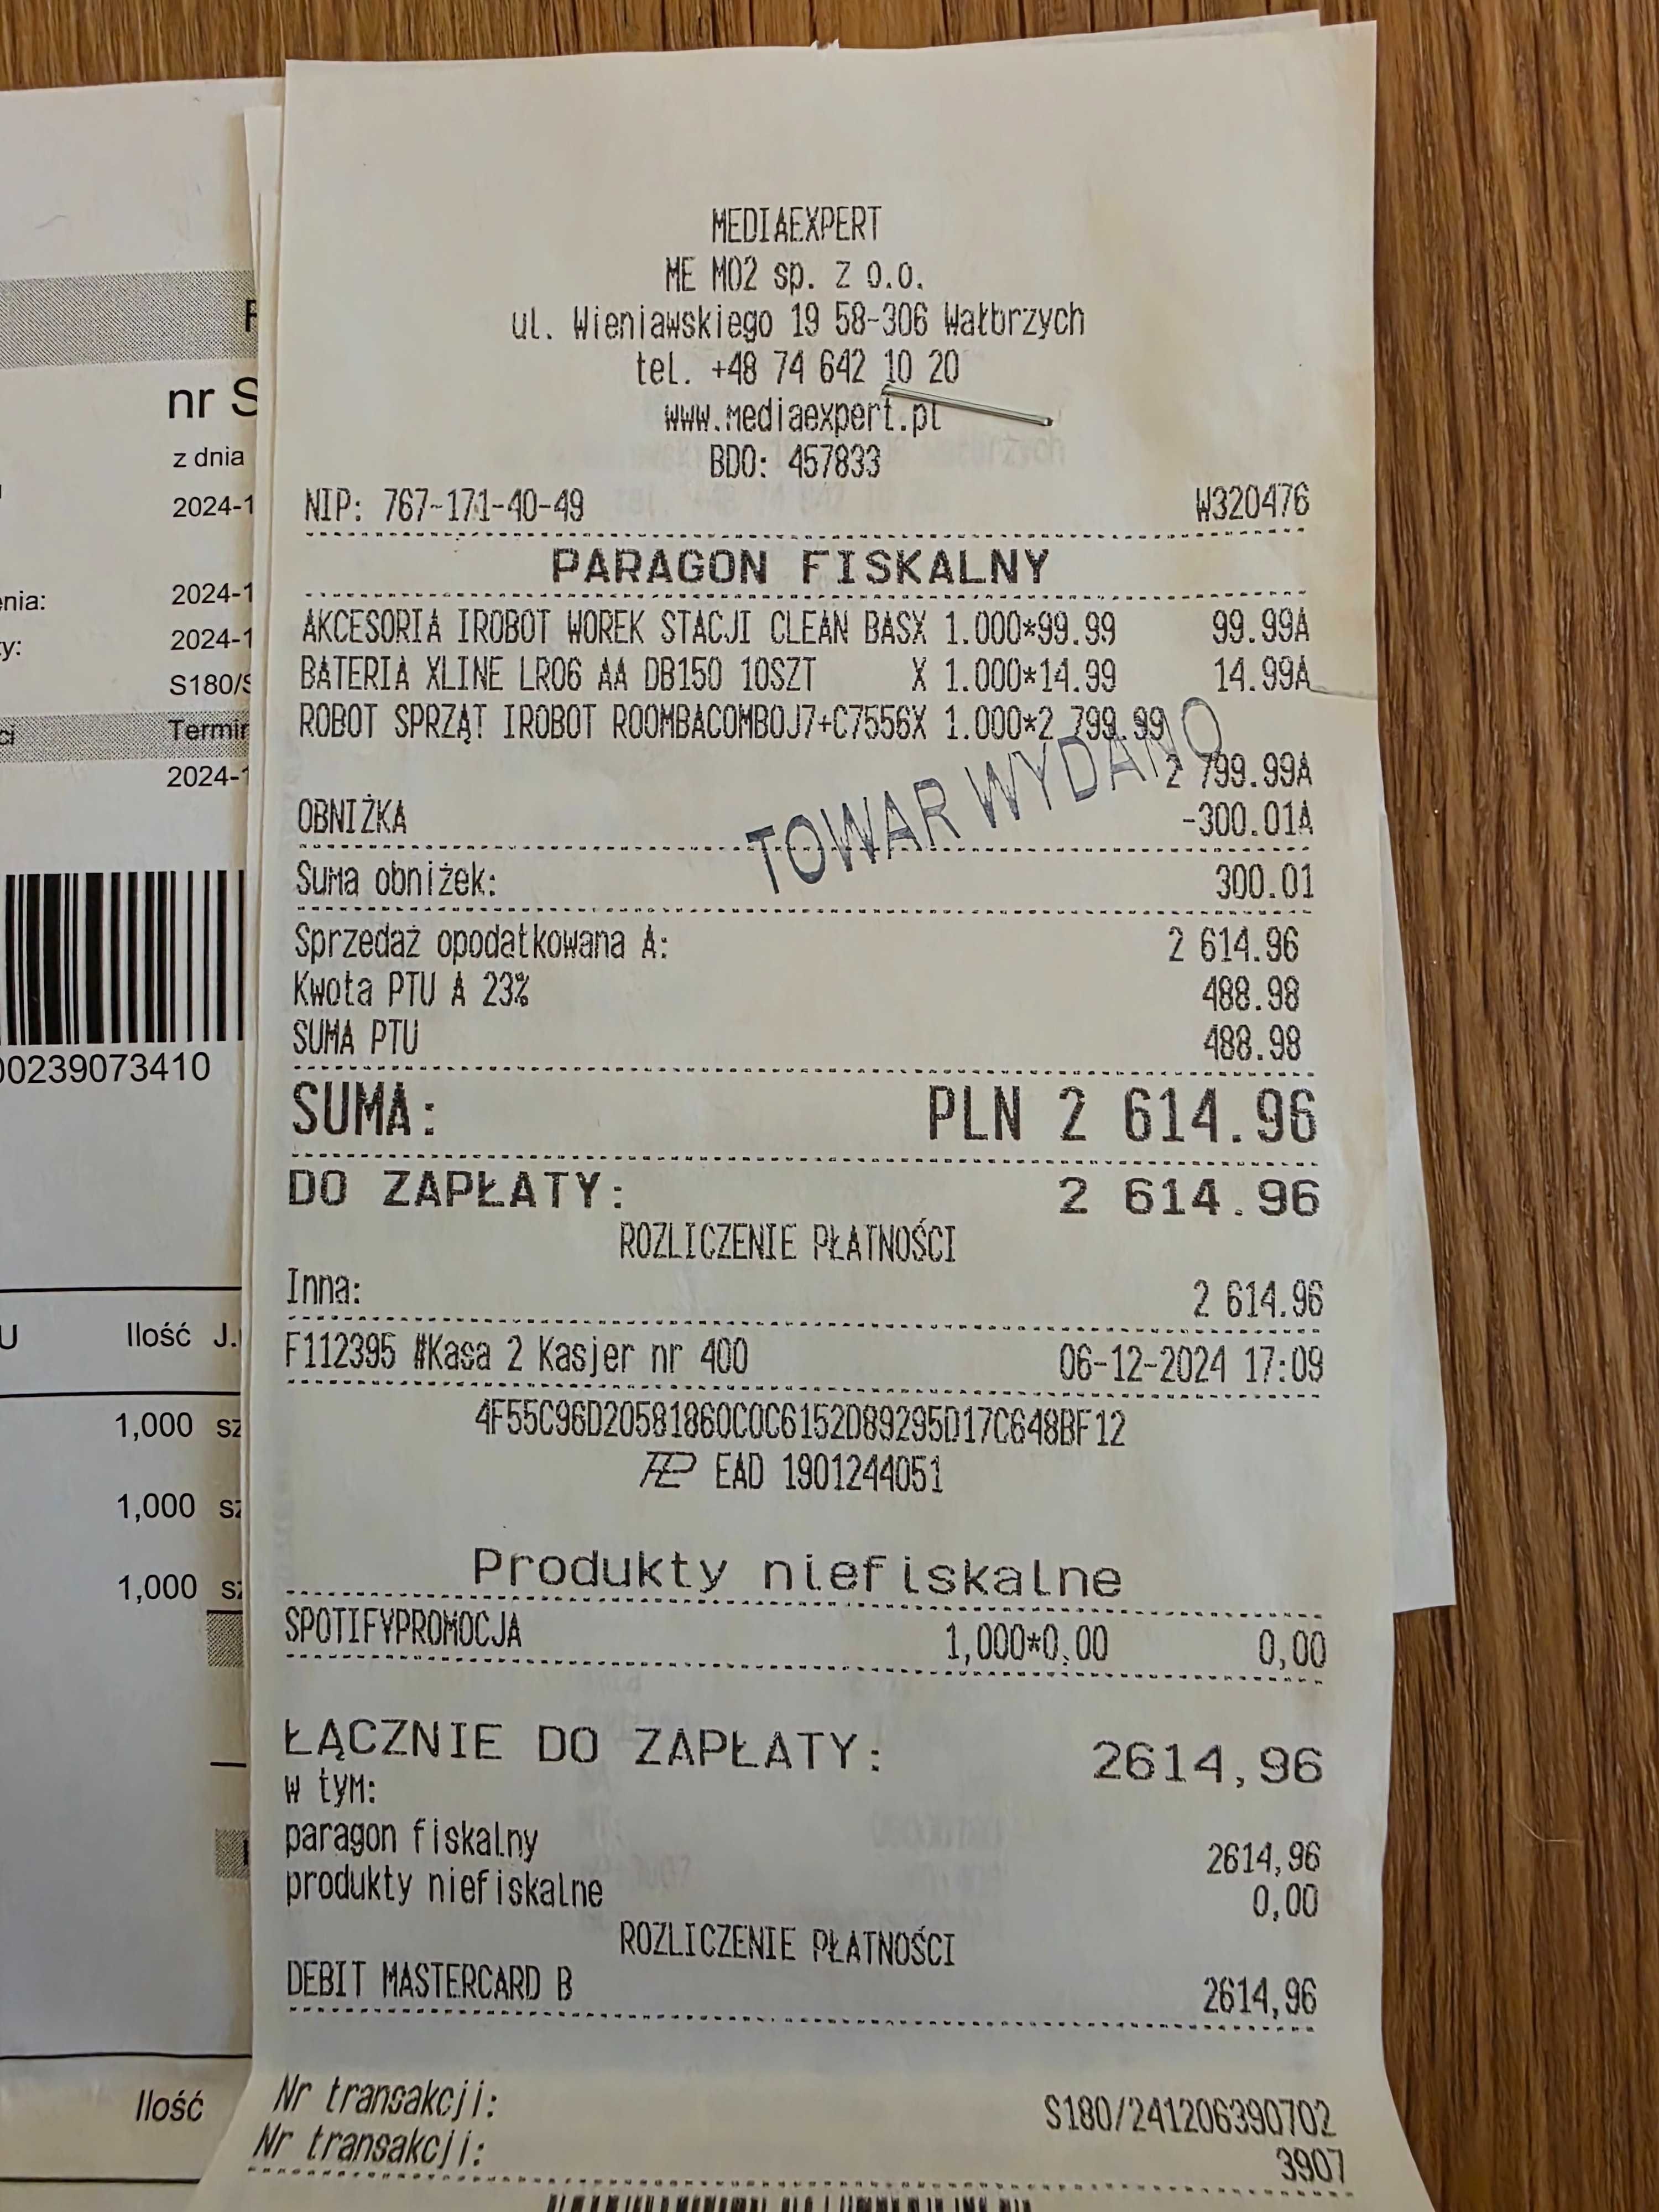 MEDIAEXPERT
ME M02 sp. Z o.o.
ul. Wieniawskiego 19 58-306 Wałbrzych
tel. +48 74 642 10 20
www.mediaexpert.pl
BDO: 457833
NIP: 767-171-40-49 W320476
PARAGON FISKALNY
AKCESORIA IROBOT WOREK STACJI CLEAN BASX 1.000*99.99 99.99A
BATERIA XLINE LR06 AA DB150 10SZT X 1.000*14.99 14.99A
ROBOT SPRZĄT IROBOT ROOMBACOMBOJ7+C7556X 1.000*2 799.99
2 799.99A
OBNIŻKA -300.01A
TOWAR WYDANO
Suma obniżek: 300.01
Sprzedaż opodatkowana A: 2 614.96
Kwota PTU A 23% 488.98
SUMA PTU 488.98
SUMA: PLN 2 614.96
DO ZAPŁATY: 2 614.96
ROZLICZENIE PŁATNOŚCI
Inna: 2 614.96
F112395 #Kasa 2 Kasjer nr 400 06-12-2024 17:09
4F55C96D20581860C0C6152D89295D17C648BF12
EAD 1901244051
Produkty niefiskalne
SPOTIFYPROMOCJA 1,000*0,00 0,00
ŁĄCZNIE DO ZAPŁATY: 2614,96
w tym:
paragon fiskalny 2614,96
produkty niefiskalne 0,00
ROZLICZENIE PŁATNOŚCI
DEBIT MASTERCARD B 2614,96
Nr transakcji: S180/241206390702
Nr transakcji: 3907
nr S
z dnia
2024-1
2024-1
2024-1
S180/S
2024-1
00239073410
Ilość J.
1,000 sz
1,000 sz
1,000 sz
Ilość